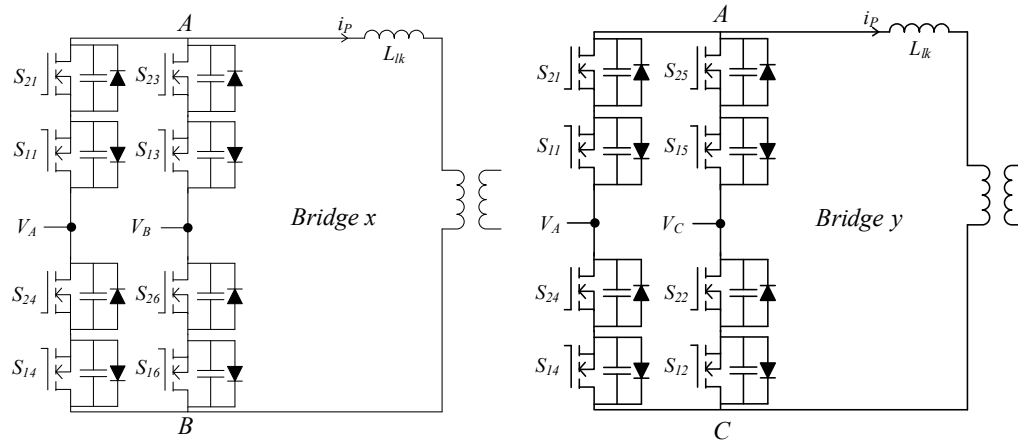 A
i_P
L_lk
S_21
S_23
S_11
S_13
V_A
V_B
Bridge x
S_24
S_26
S_14
S_16
B
A
i_P
L_lk
S_21
S_25
S_11
S_15
V_A
V_C
Bridge y
S_24
S_22
S_14
S_12
C